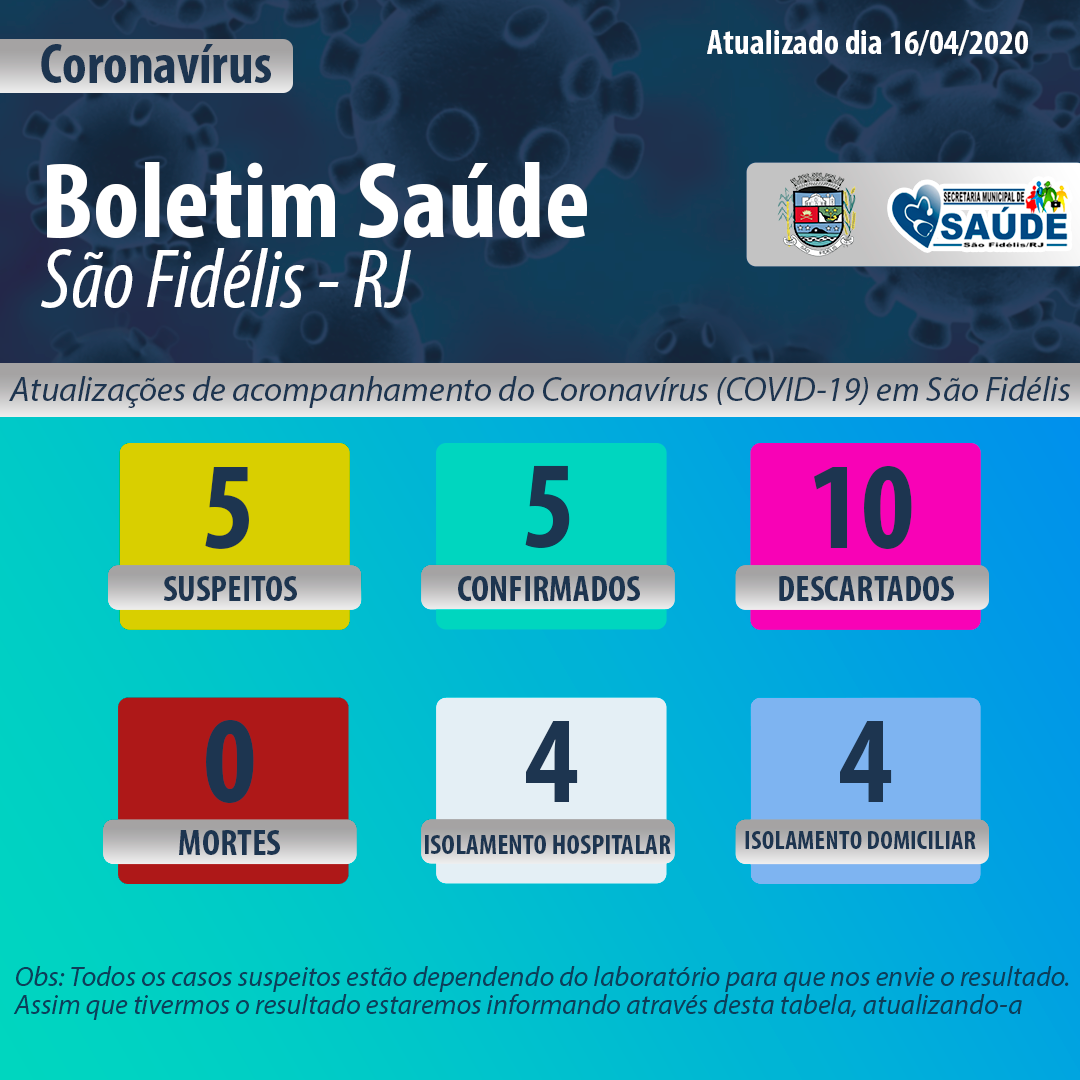 Coronavírus
Atualizado dia 16/04/2020
Boletim Saúde
São Fidélis - RJ
SECRETARIA MUNICIPAL DE
SAÚDE
São Fidélis/RJ
Atualizações de acompanhamento do Coronavírus (COVID-19) em São Fidélis
5
SUSPEITOS
5
CONFIRMADOS
10
DESCARTADOS
0
MORTES
4
ISOLAMENTO HOSPITALAR
4
ISOLAMENTO DOMICILIAR
Obs: Todos os casos suspeitos estão dependendo do laboratório para que nos envie o resultado.
Assim que tivermos o resultado estaremos informando através desta tabela, atualizando-a